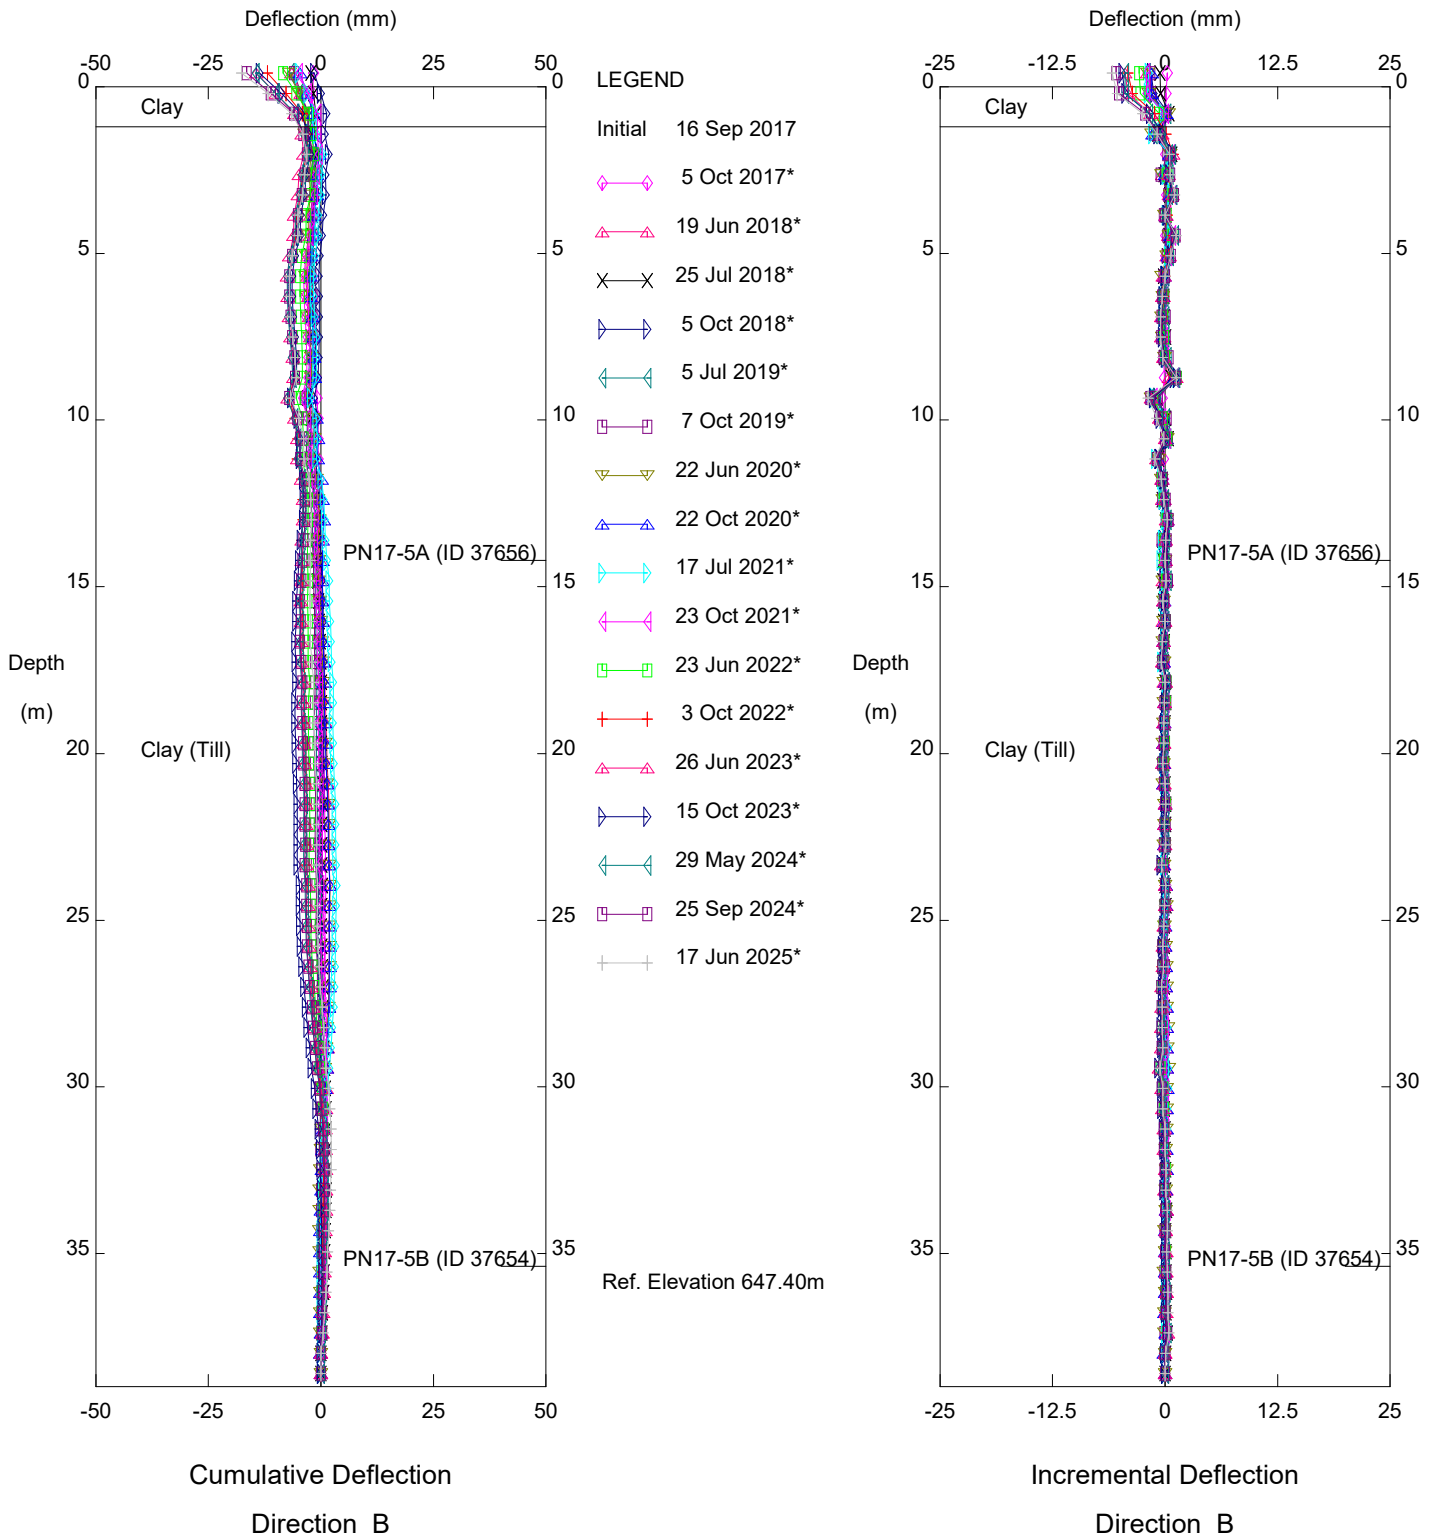 Deflection (mm)
-50 -25 0 25 50
0 0
Clay
5 5
10 10
PN17-5A (ID 37656)
15 15
Depth
(m)
20 Clay (Till) 20
25 25
30 30
35 PN17-5B (ID 37654) 35
-50 -25 0 25 50
Cumulative Deflection
Direction B
LEGEND
Initial 16 Sep 2017
5 Oct 2017*
19 Jun 2018*
25 Jul 2018*
5 Oct 2018*
5 Jul 2019*
7 Oct 2019*
22 Jun 2020*
22 Oct 2020*
17 Jul 2021*
23 Oct 2021*
23 Jun 2022*
3 Oct 2022*
26 Jun 2023*
15 Oct 2023*
29 May 2024*
25 Sep 2024*
17 Jun 2025*
Ref. Elevation 647.40m
Deflection (mm)
-25 -12.5 0 12.5 25
0 0
Clay
5 5
10 10
PN17-5A (ID 37656)
15 15
Depth
(m)
20 Clay (Till) 20
25 25
30 30
35 PN17-5B (ID 37654) 35
-25 -12.5 0 12.5 25
Incremental Deflection
Direction B